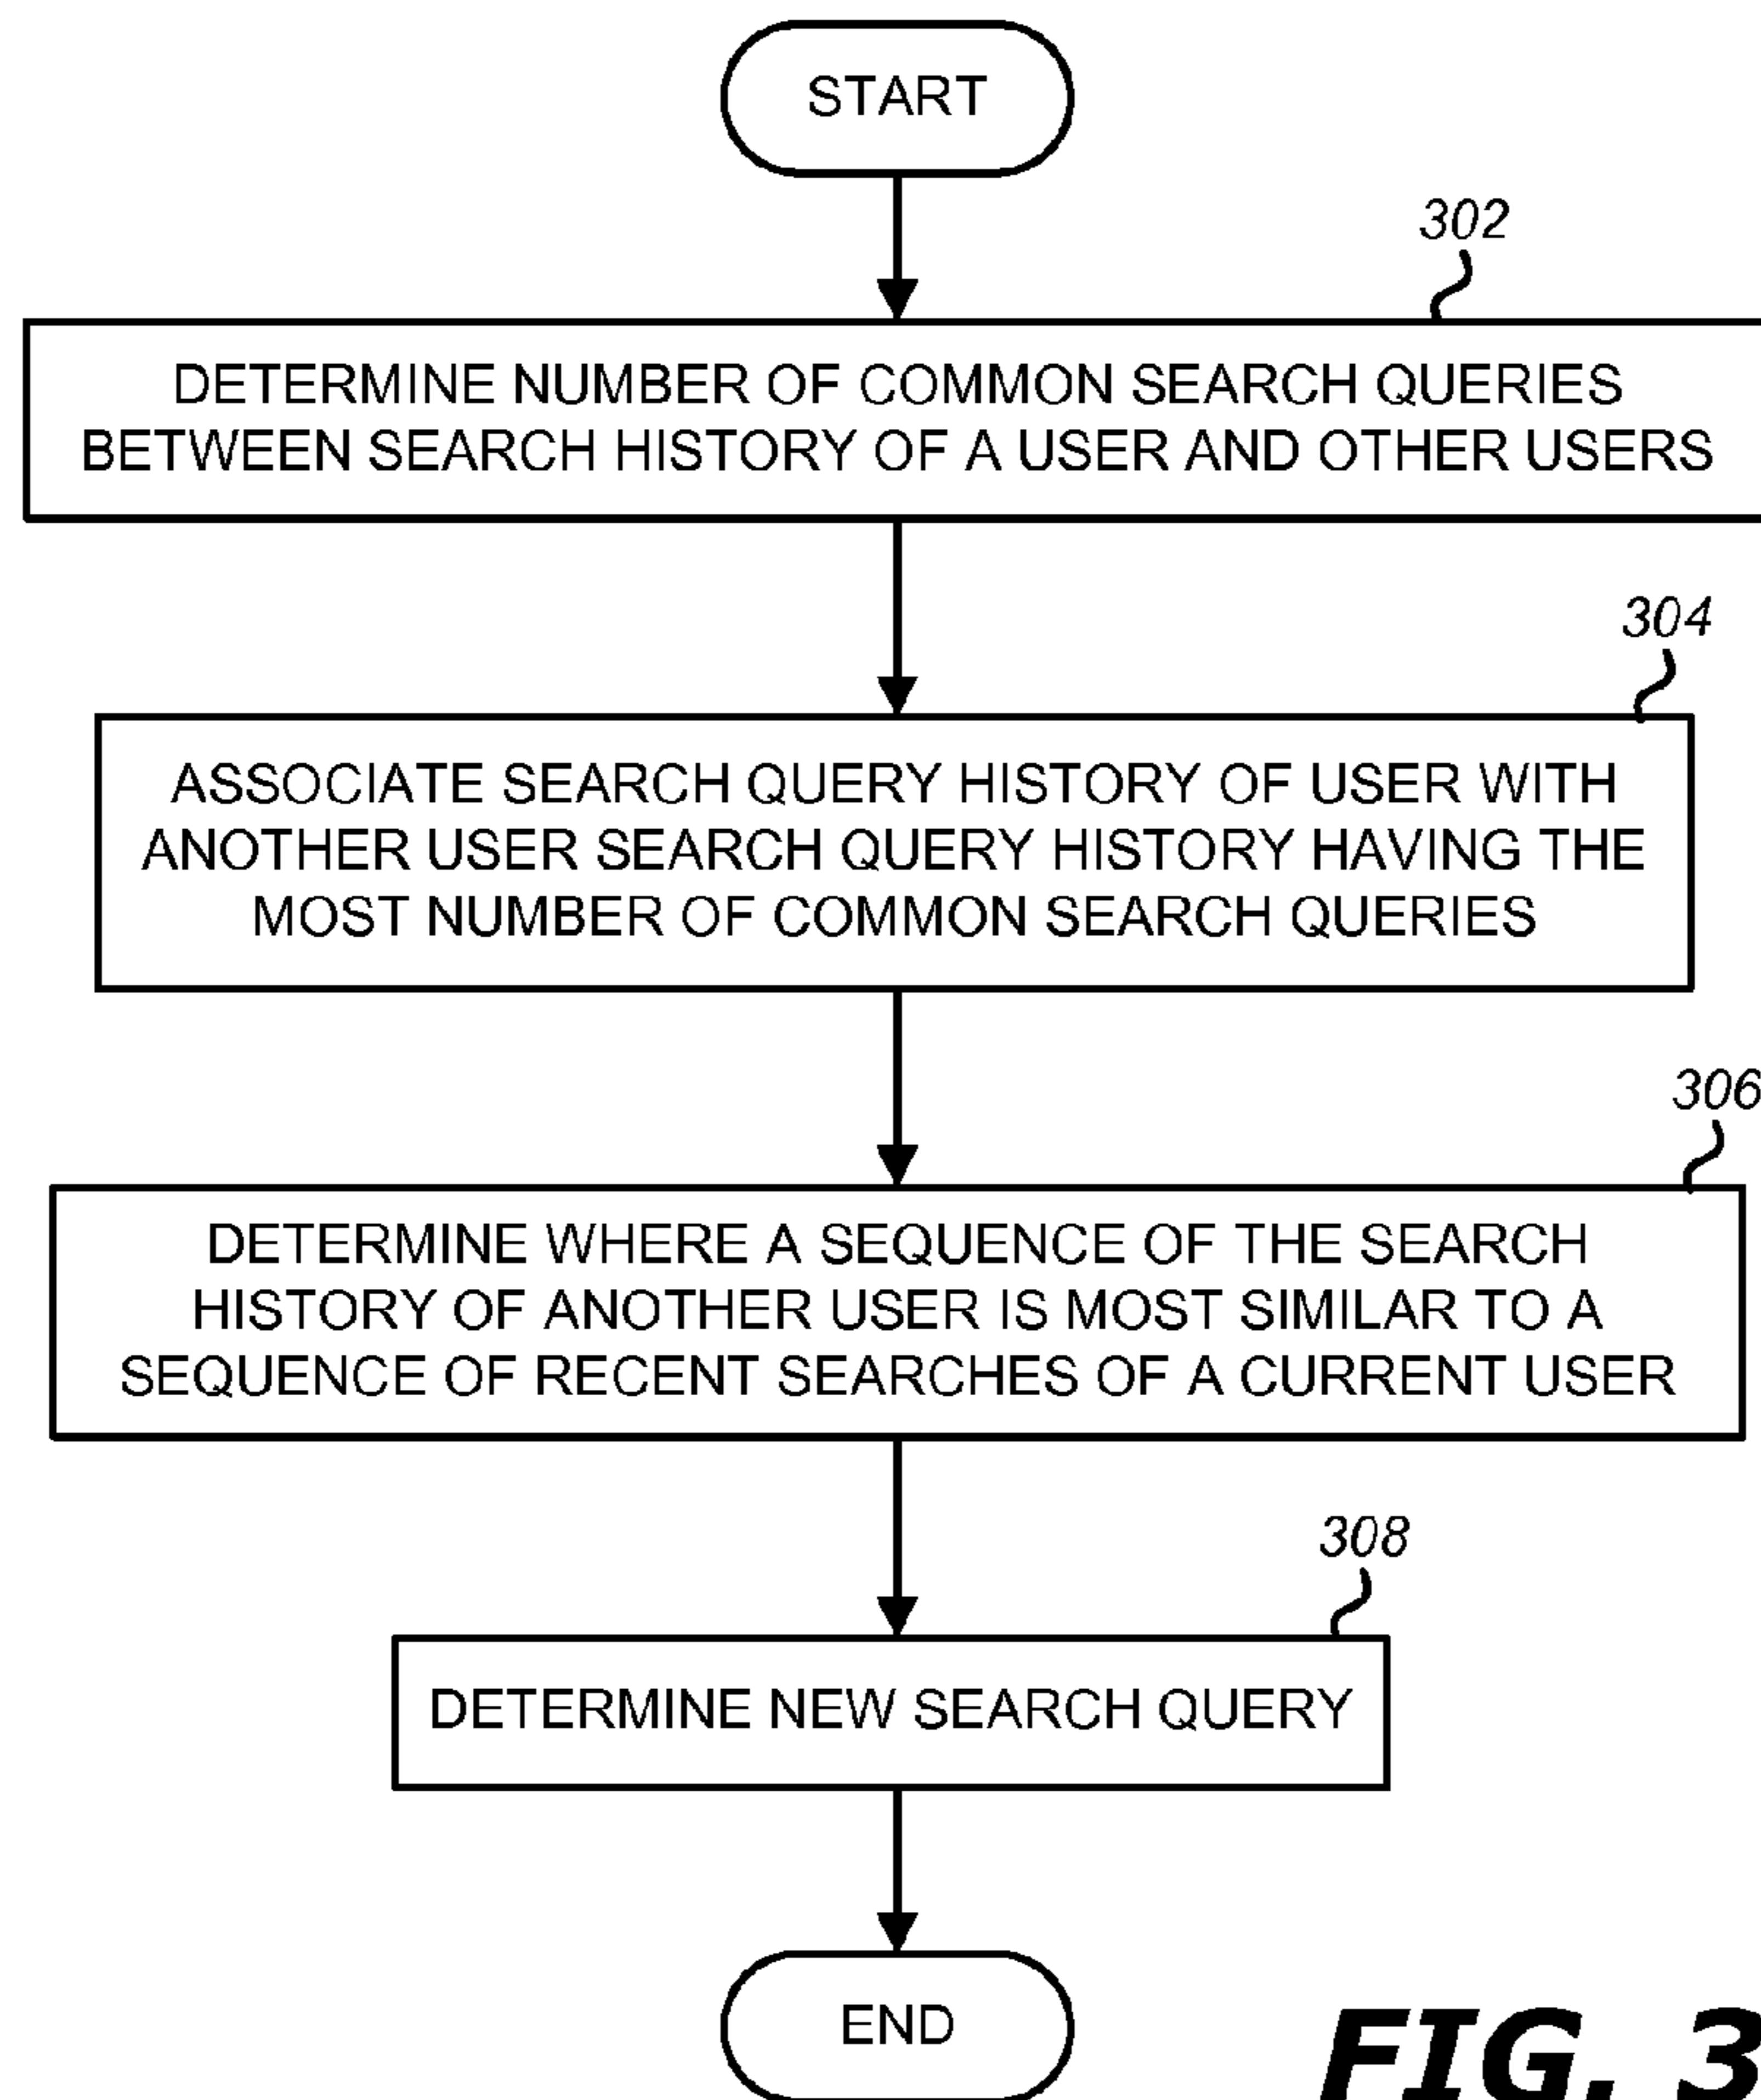 START
302
DETERMINE NUMBER OF COMMON SEARCH QUERIES
BETWEEN SEARCH HISTORY OF A USER AND OTHER USERS
304
ASSOCIATE SEARCH QUERY HISTORY OF USER WITH
ANOTHER USER SEARCH QUERY HISTORY HAVING THE
MOST NUMBER OF COMMON SEARCH QUERIES
306
DETERMINE WHERE A SEQUENCE OF THE SEARCH
HISTORY OF ANOTHER USER IS MOST SIMILAR TO A
SEQUENCE OF RECENT SEARCHES OF A CURRENT USER
308
DETERMINE NEW SEARCH QUERY
END
FIG. 3